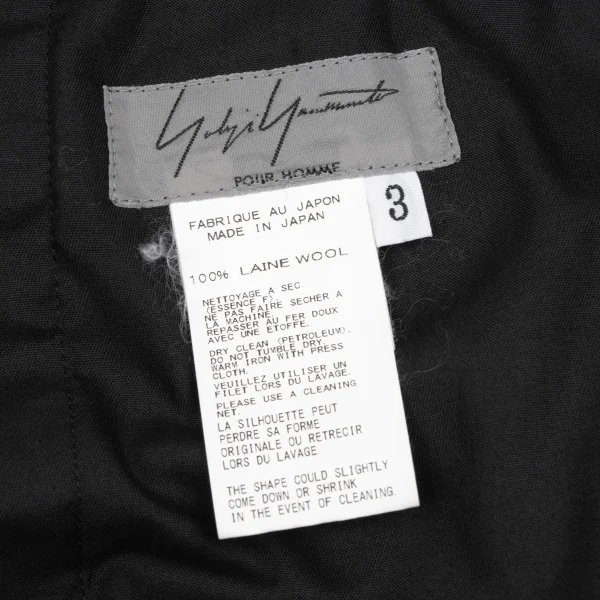 Yohji Yamamoto
POUR HOMME
3
FABRIQUE AU JAPON
MADE IN JAPAN
100% LAINE WOOL
NETTOYAGE A SEC
(ESSENCE F).
NE PAS FAIRE SECHER A
LA MACHINE.
REPASSER AU FER DOUX
AVEC UNE ETOFFE.
DRY CLEAN (PETROLEUM).
DO NOT TUMBLE DRY.
WARM IRON WITH PRESS
CLOTH.
VEUILLEZ UTILISER UN
FILET LORS DU LAVAGE.
PLEASE USE A CLEANING
NET.
LA SILHOUETTE PEUT
PERDRE SA FORME
ORIGINALE OU RETRECIR
LORS DU LAVAGE.
THE SHAPE COULD SLIGHTLY
COME DOWN OR SHRINK
IN THE EVENT OF CLEANING.